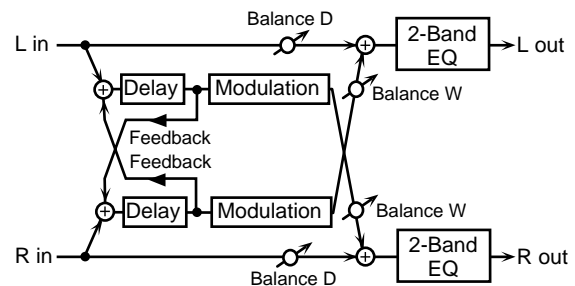 Balance D
L in
2-Band
EQ
L out
Delay
Modulation
Balance W
Feedback
Feedback
Delay
Modulation
Balance W
R in
2-Band
EQ
R out
Balance D